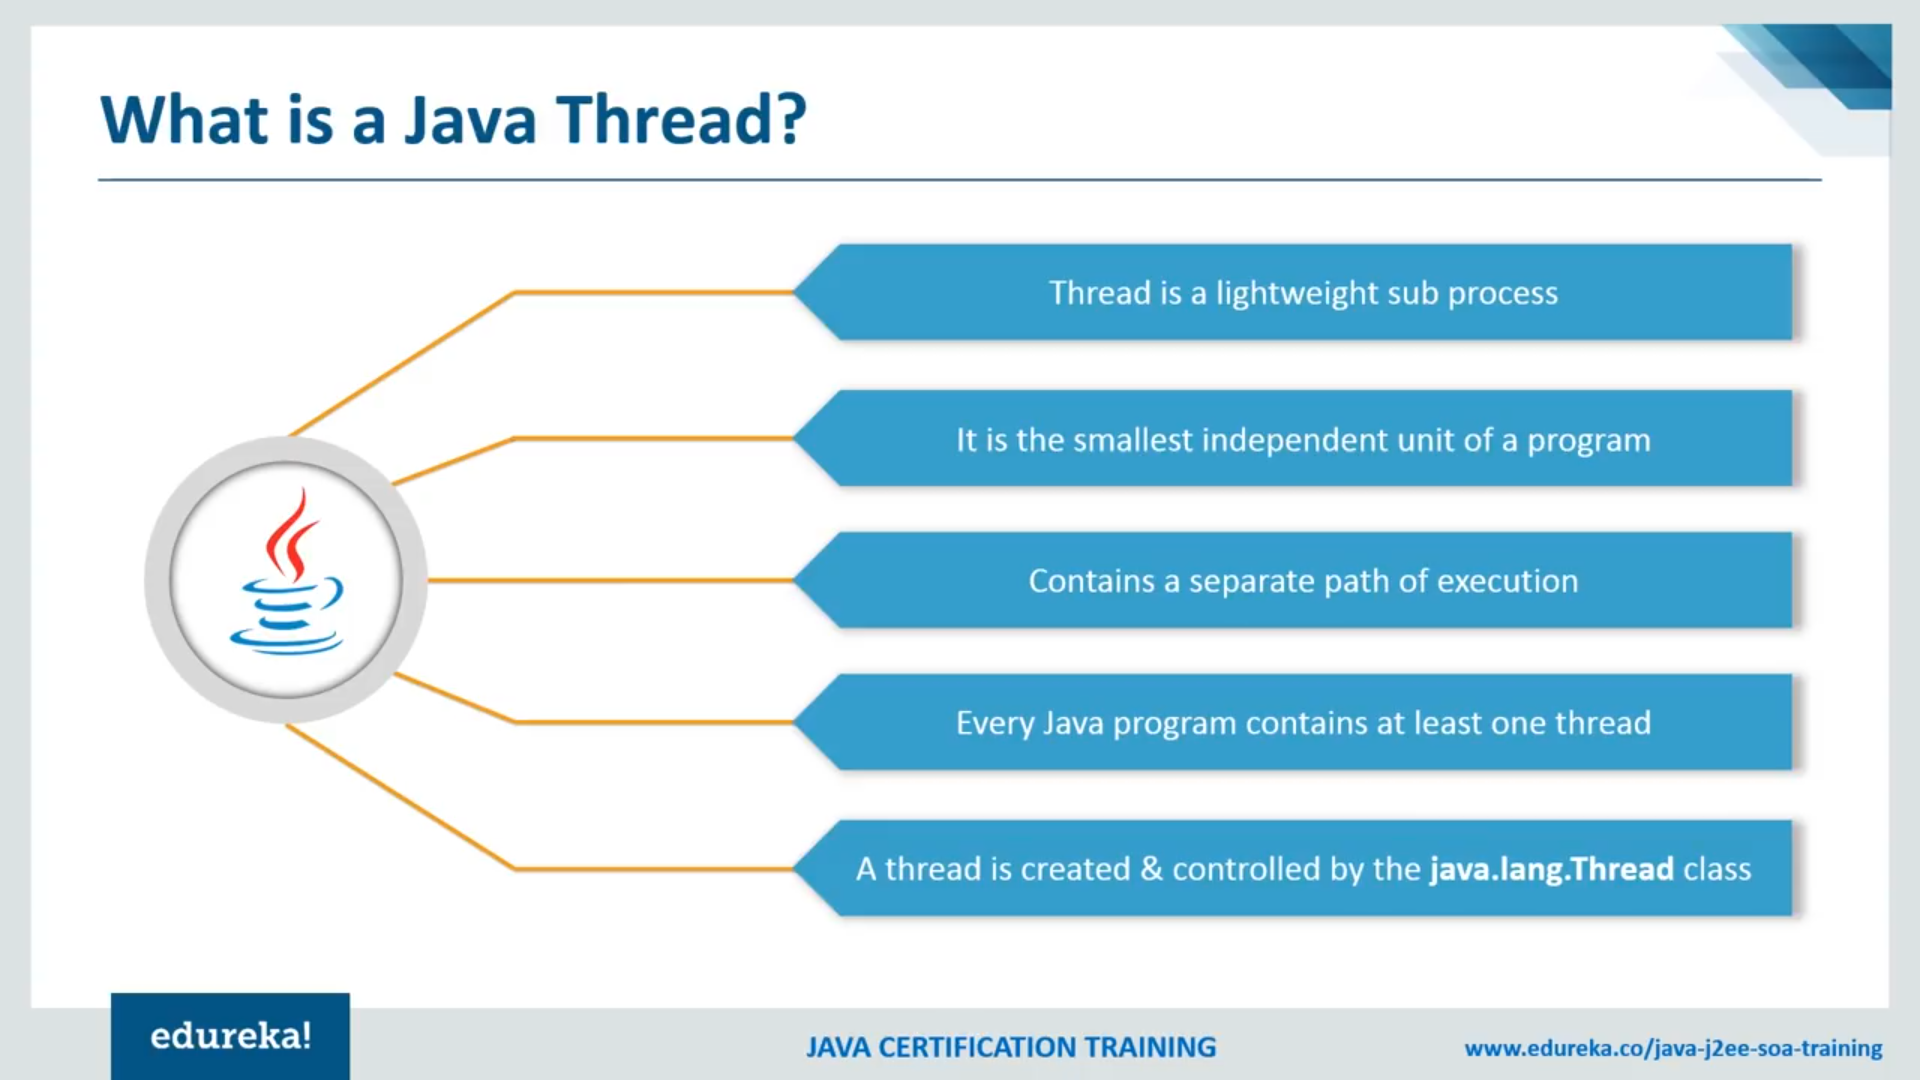 What is a Java Thread?
Thread is a lightweight sub process
It is the smallest independent unit of a program
Contains a separate path of execution
Every Java program contains at least one thread
A thread is created & controlled by the java.lang.Thread class
edureka!
JAVA CERTIFICATION TRAINING
www.edureka.co/java-j2ee-soa-training